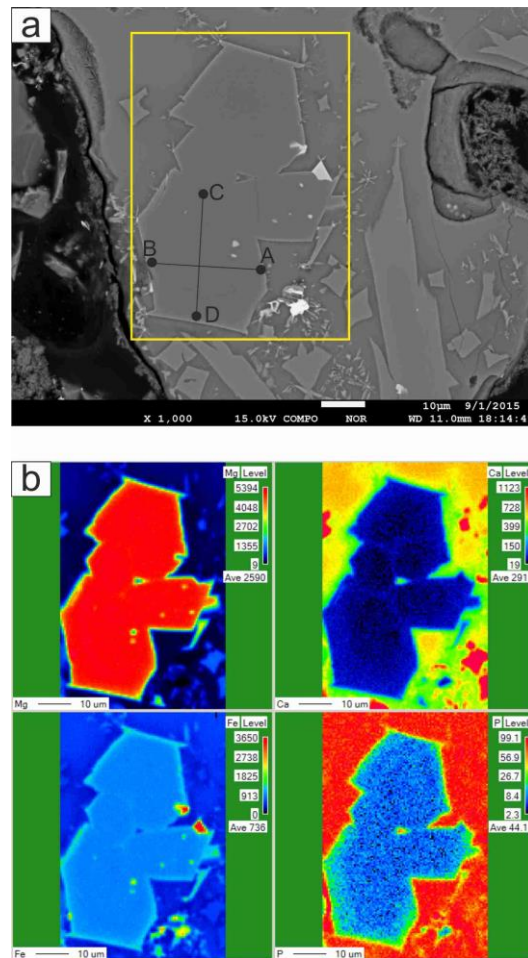 a
C
B
A
D
10µm 9/1/2015
X 1,000 15.0kV COMPO NOR WD 11.0mm 18:14:4
b
Mg Level
5394
4048
2702
1355
9
Ave 2590
Mg 10 um
Ca Level
1123
728
399
150
19
Ave 291
Ca 10 um
Fe Level
3650
2738
1825
913
0
Ave 736
Fe 10 um
P Level
99.1
56.9
26.7
8.4
2.3
Ave 44.1
P 10 um